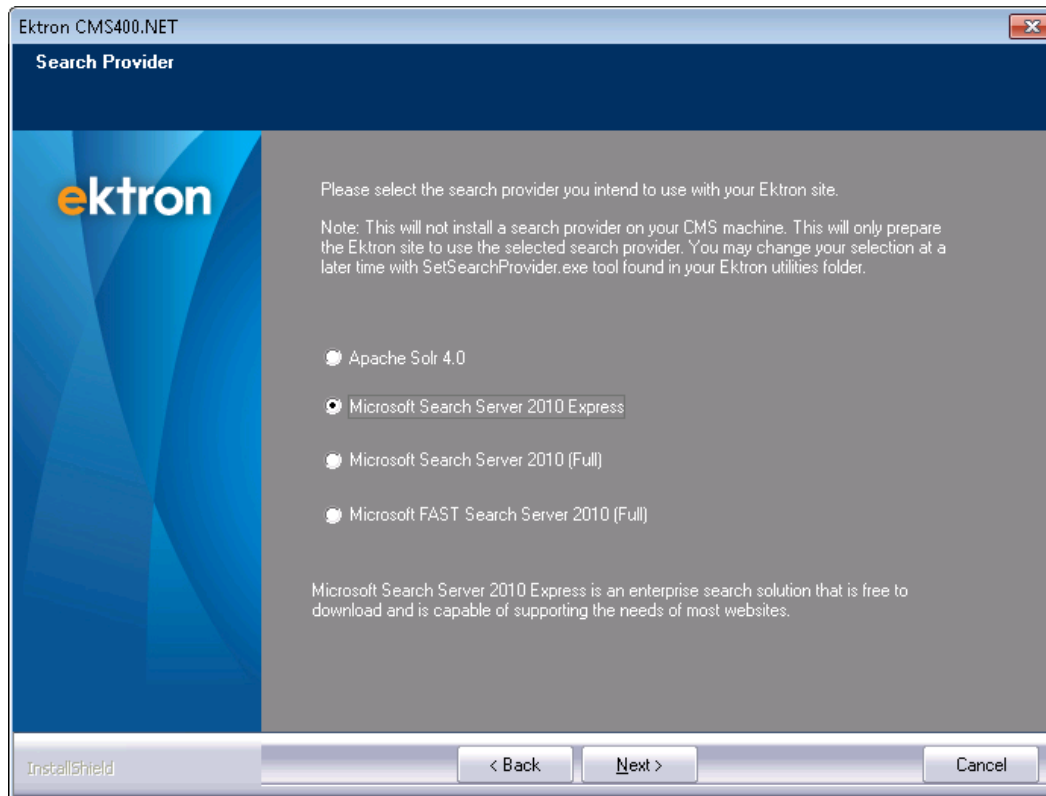 Ektron CMS400.NET
Search Provider
ektron
Please select the search provider you intend to use with your Ektron site.
Note: This will not install a search provider on your CMS machine. This will only prepare
the Ektron site to use the selected search provider. You may change your selection at a
later time with SetSearchProvider.exe tool found in your Ektron utilities folder.
Apache Solr 4.0
Microsoft Search Server 2010 Express
Microsoft Search Server 2010 (Full)
Microsoft FAST Search Server 2010 (Full)
Microsoft Search Server 2010 Express is an enterprise search solution that is free to
download and is capable of supporting the needs of most websites.
InstallShield
< Back
Next >
Cancel